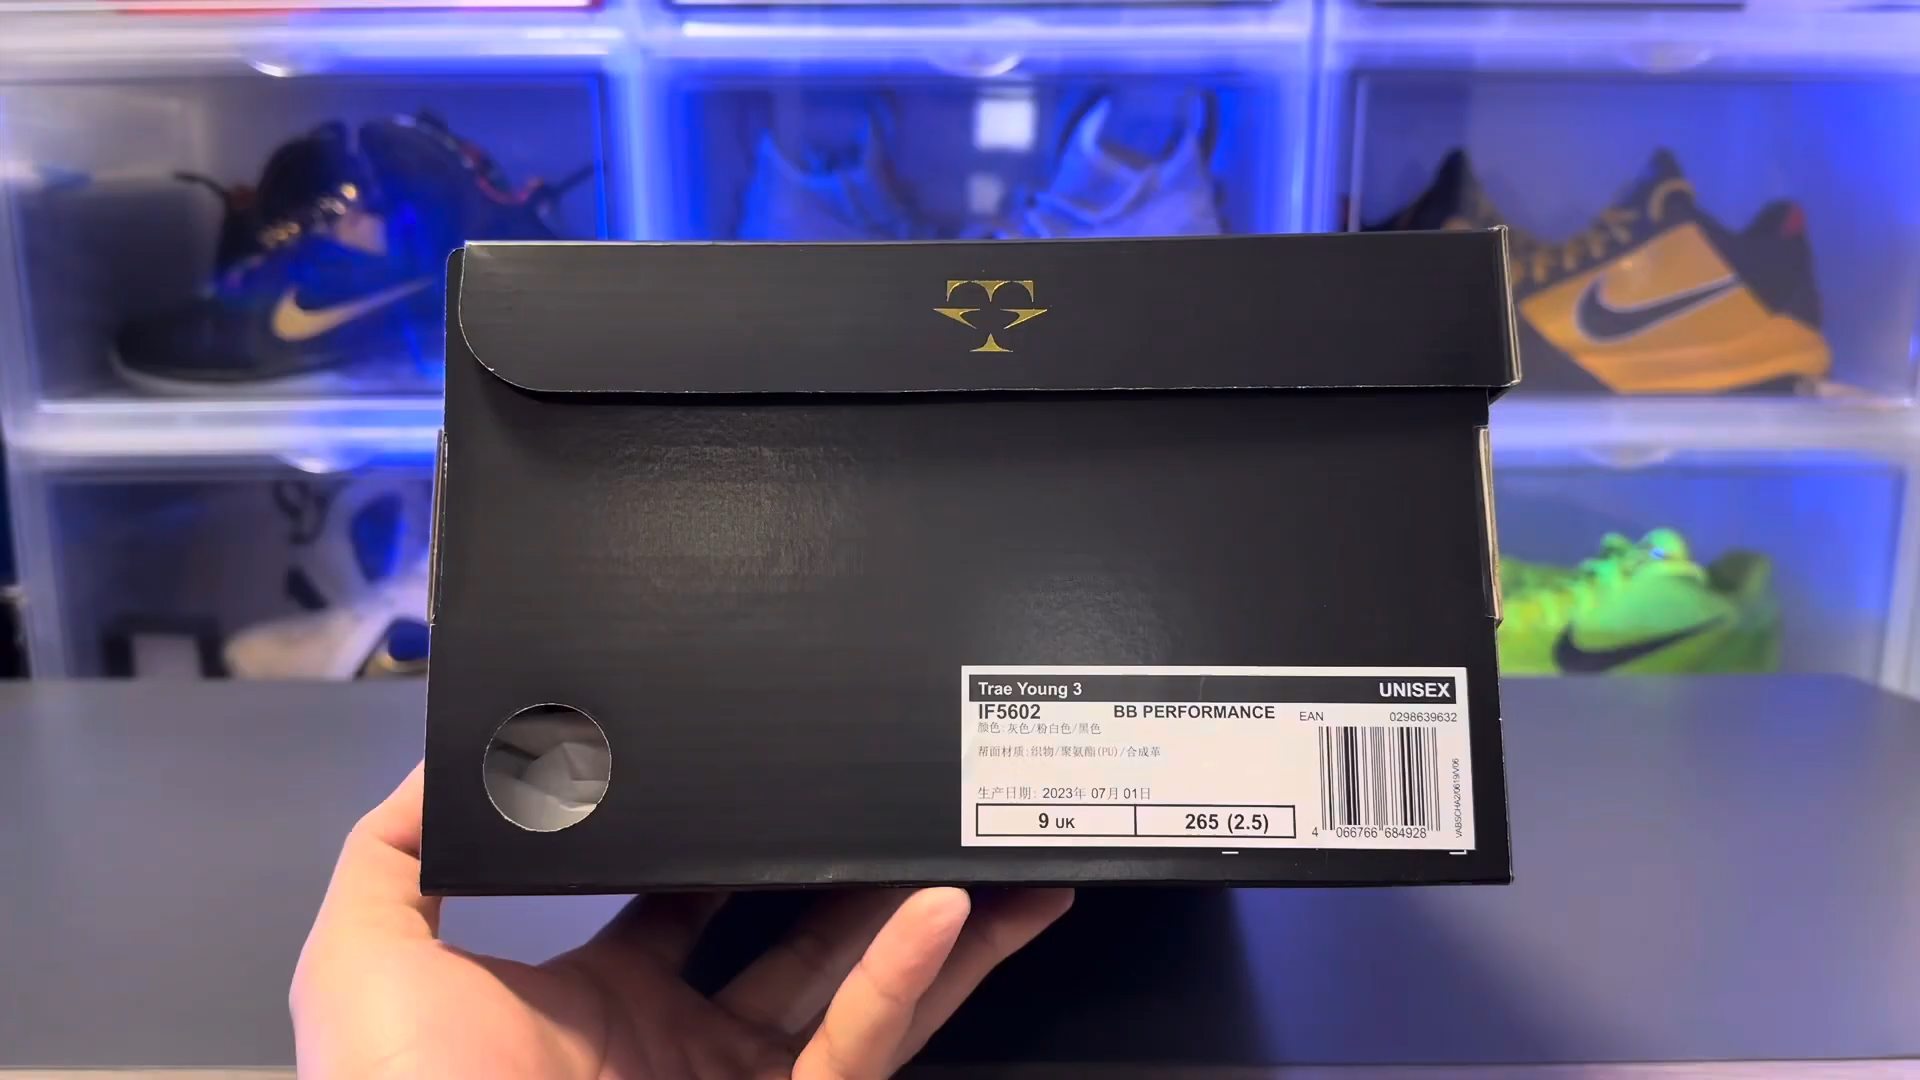 Trae Young 3 UNISEX
IF5602 BB PERFORMANCE EAN 0298639632
颜色:灰色/粉白色/黑色
帮面材质:织物/聚氨酯(PU)/合成革
生产日期: 2023年 07月 01日
9 UK 265 (2.5)
4 066766 684928